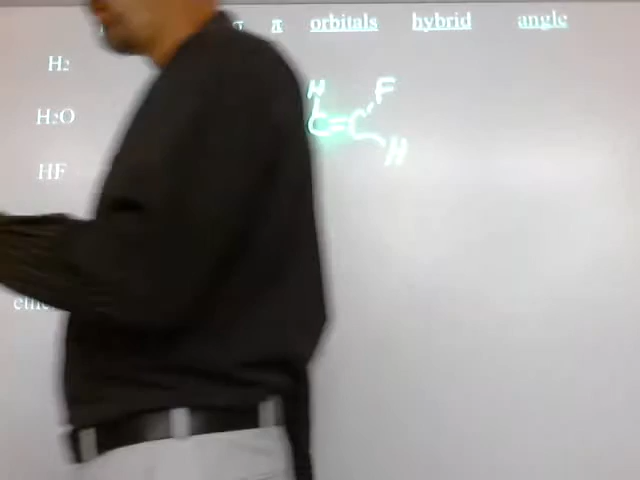 σ π orbitals hybrid angle
H₂
H F
H₂O
C=C
H
HF